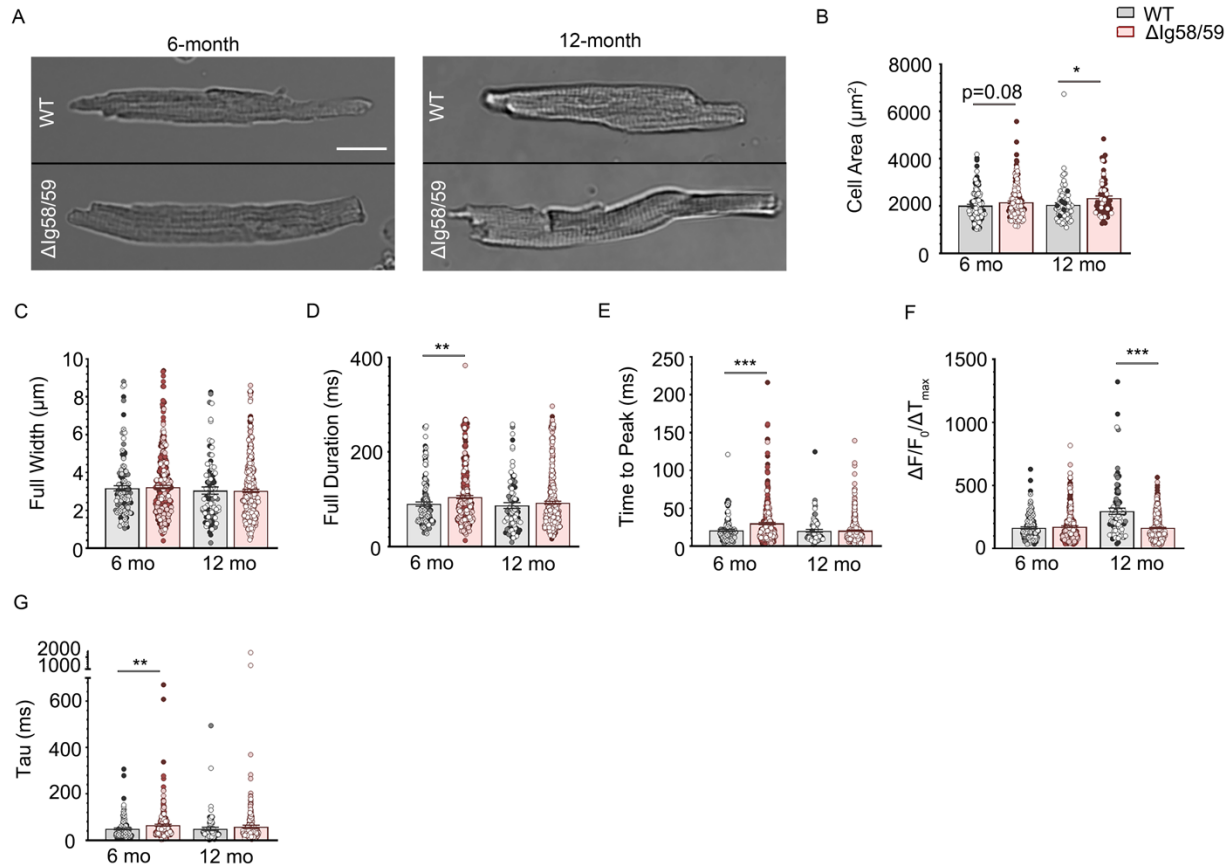 A
6-month
12-month
WT
ΔIg58/59
WT
ΔIg58/59
B
WT
ΔIg58/59
Cell Area (µm²)
8000
6000
4000
2000
0
p=0.08
*
6 mo
12 mo
C
Full Width (µm)
10
8
6
4
2
0
6 mo
12 mo
D
Full Duration (ms)
400
200
0
**
6 mo
12 mo
E
Time to Peak (ms)
250
200
150
100
50
0
***
6 mo
12 mo
F
ΔF/F₀/ΔTmax
1500
1000
500
0
***
6 mo
12 mo
G
Tau (ms)
2000
1000
600
400
200
0
**
6 mo
12 mo